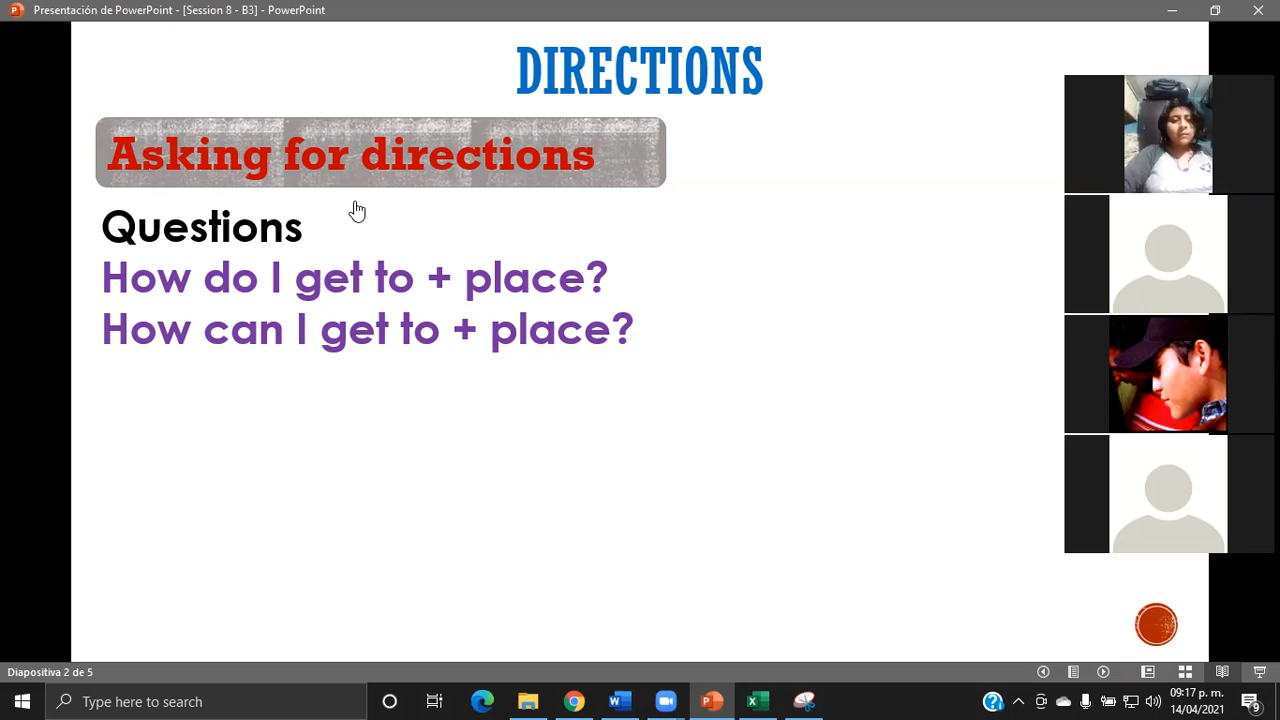 Presentación de PowerPoint - [Session 8 - B3] - PowerPoint
DIRECTIONS
Asking for directions
Questions
How do I get to + place?
How can I get to + place?
Diapositiva 2 de 5
Type here to search
09:17 p. m.
14/04/2021
9